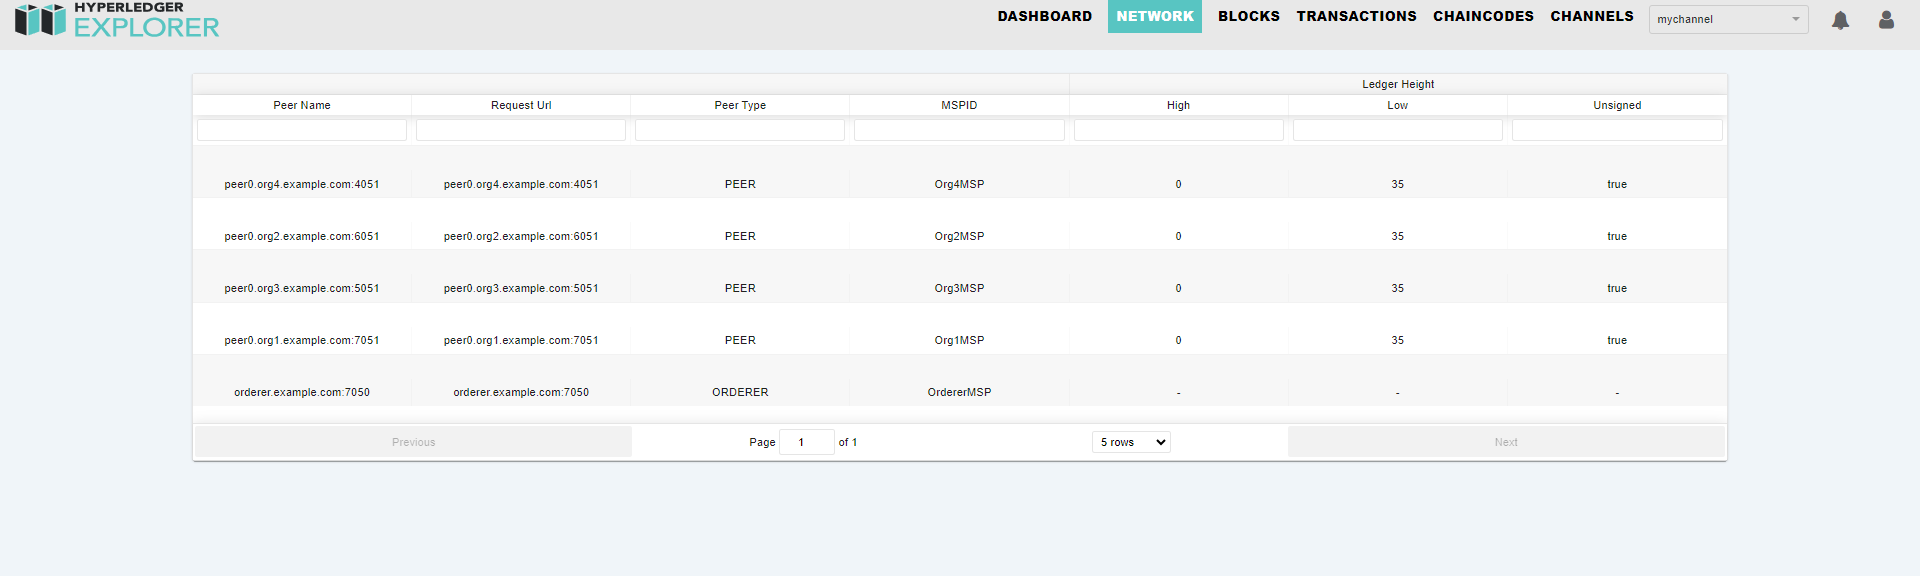 HYPERLEDGER
EXPLORER
DASHBOARD NETWORK BLOCKS TRANSACTIONS CHAINCODES CHANNELS mychannel
Ledger Height
Peer Name Request Url Peer Type MSPID High Low Unsigned
peer0.org4.example.com:4051 peer0.org4.example.com:4051 PEER Org4MSP 0 35 true
peer0.org2.example.com:6051 peer0.org2.example.com:6051 PEER Org2MSP 0 35 true
peer0.org3.example.com:5051 peer0.org3.example.com:5051 PEER Org3MSP 0 35 true
peer0.org1.example.com:7051 peer0.org1.example.com:7051 PEER Org1MSP 0 35 true
orderer.example.com:7050 orderer.example.com:7050 ORDERER OrdererMSP - - -
Previous Page 1 of 1 5 rows Next